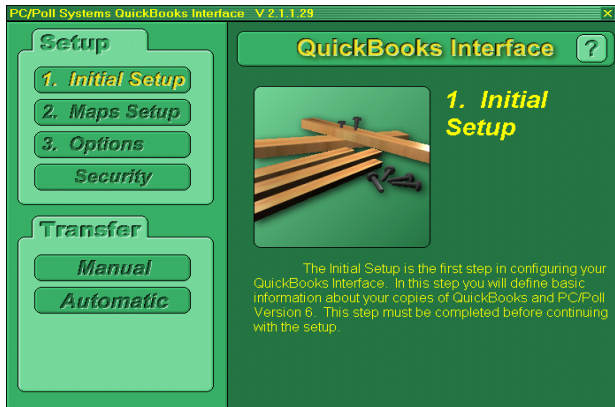 PC/Poll Systems QuickBooks Interface V 2.1.1.29
Setup
1. Initial Setup
2. Maps Setup
3. Options
Security
Transfer
Manual
Automatic
QuickBooks Interface ?
1. Initial
Setup
The Initial Setup is the first step in configuring your
QuickBooks Interface. In this step you will define basic
information about your copies of QuickBooks and PC/Poll
Version 6. This step must be completed before continuing
with the setup.